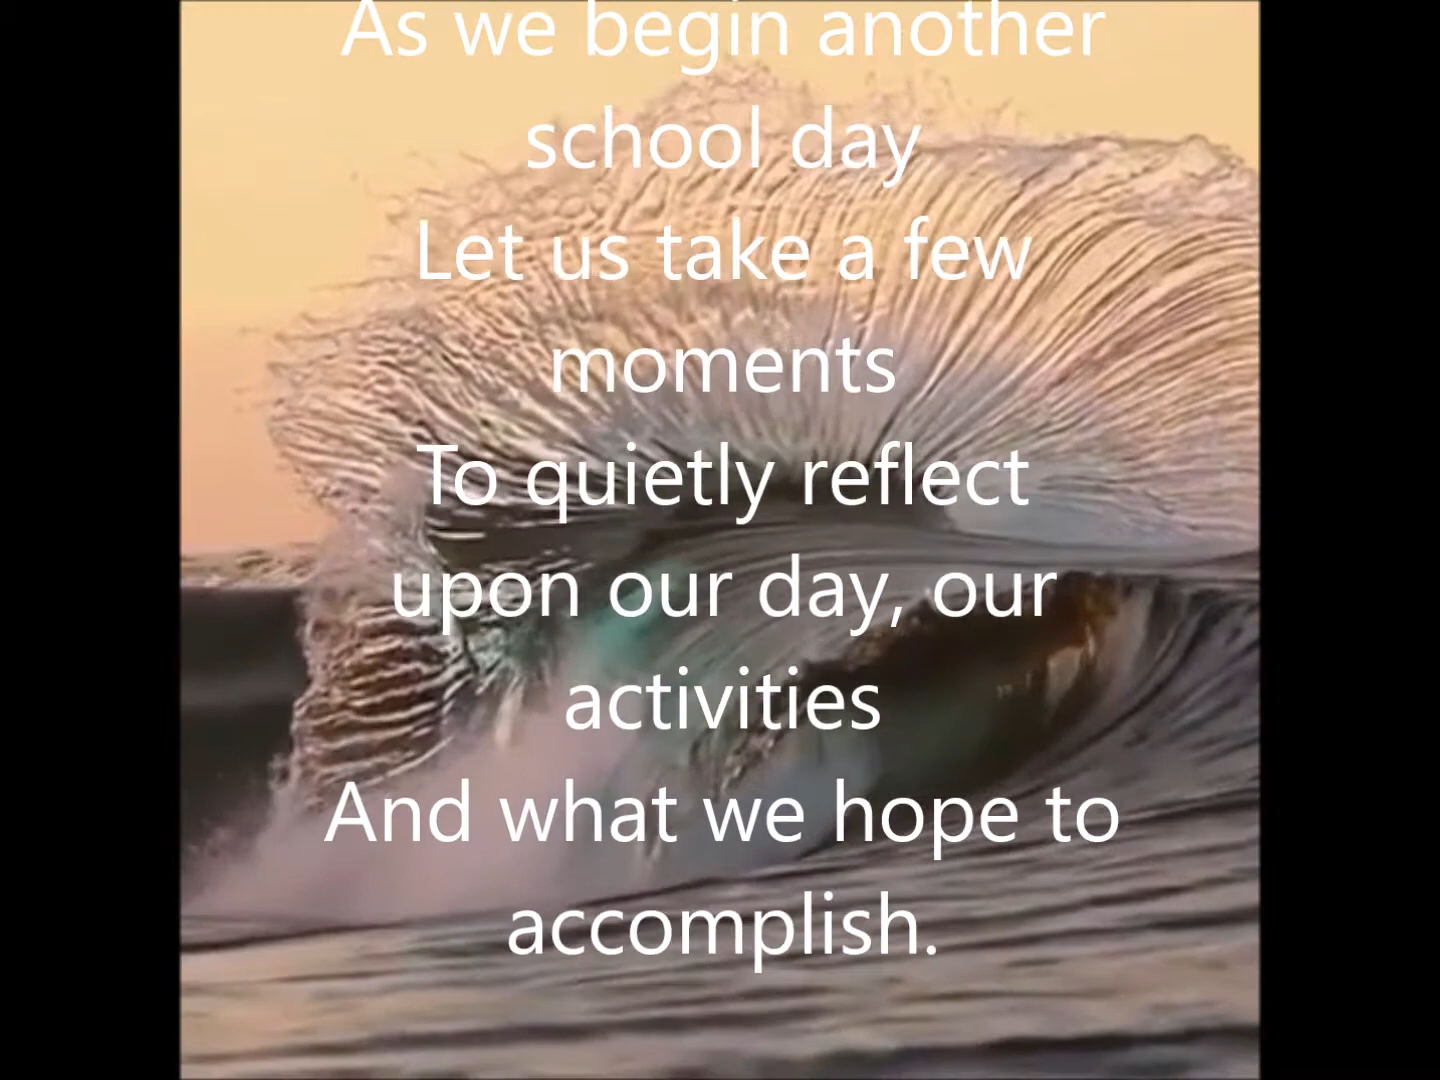 As we begin another
school day
Let us take a few
moments
To quietly reflect
upon our day, our
activities
And what we hope to
accomplish.